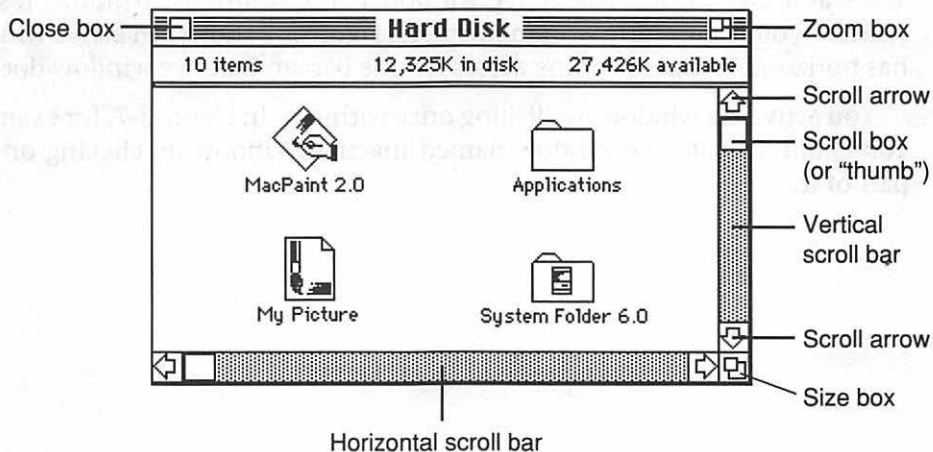 Close box
Hard Disk
Zoom box
10 items 12,325K in disk 27,426K available
Scroll arrow
Scroll box
(or “thumb”)
MacPaint 2.0 Applications
Vertical
scroll bar
My Picture System Folder 6.0
Scroll arrow
Size box
Horizontal scroll bar